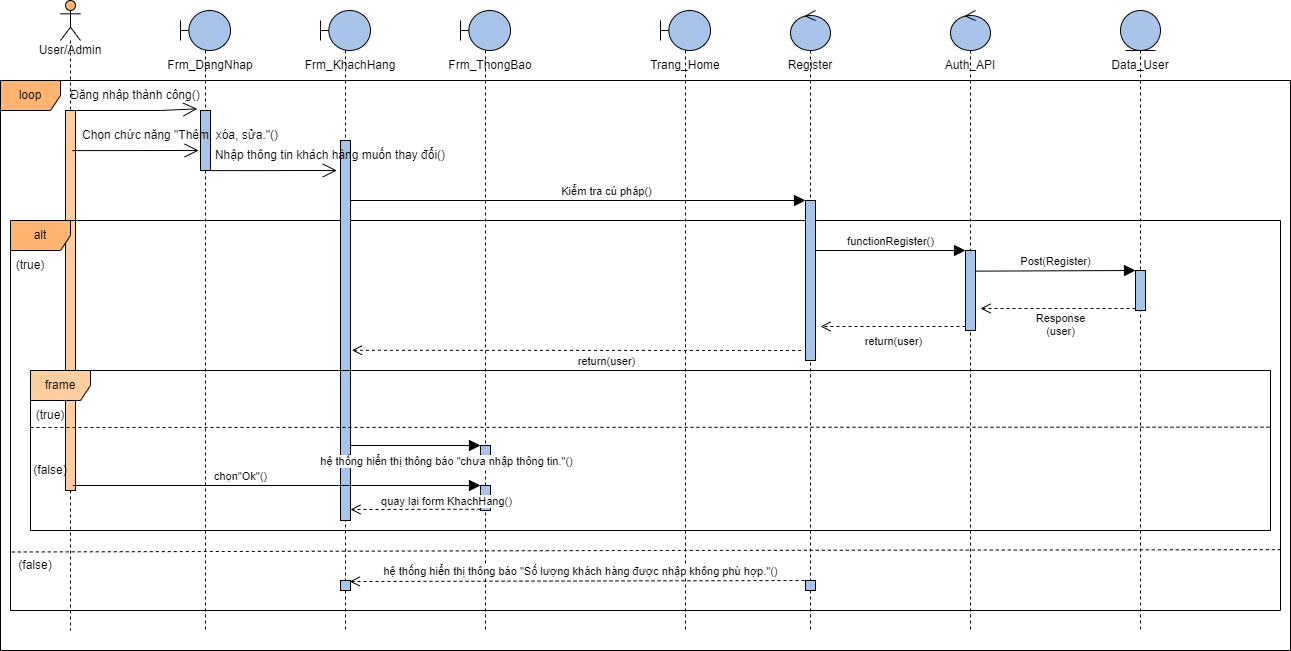 User/Admin
Frm_DangNhap
Frm_KhachHang
Frm_ThongBao
Trang_Home
Register
Auth_API
Data_User
loop
Đăng nhập thành công()
Chọn chức năng "Thêm, xóa, sửa."()
Nhập thông tin khách hàng muốn thay đổi()
Kiểm tra cú pháp()
alt
functionRegister()
(true)
Post(Register)
Response
(user)
return(user)
return(user)
frame
(true)
hệ thống hiển thị thông báo "chưa nhập thông tin."()
(false)
chọn"Ok"()
quay lại form KhachHang()
(false)
hệ thống hiển thị thông báo "Số lượng khách hàng được nhập không phù hợp."()